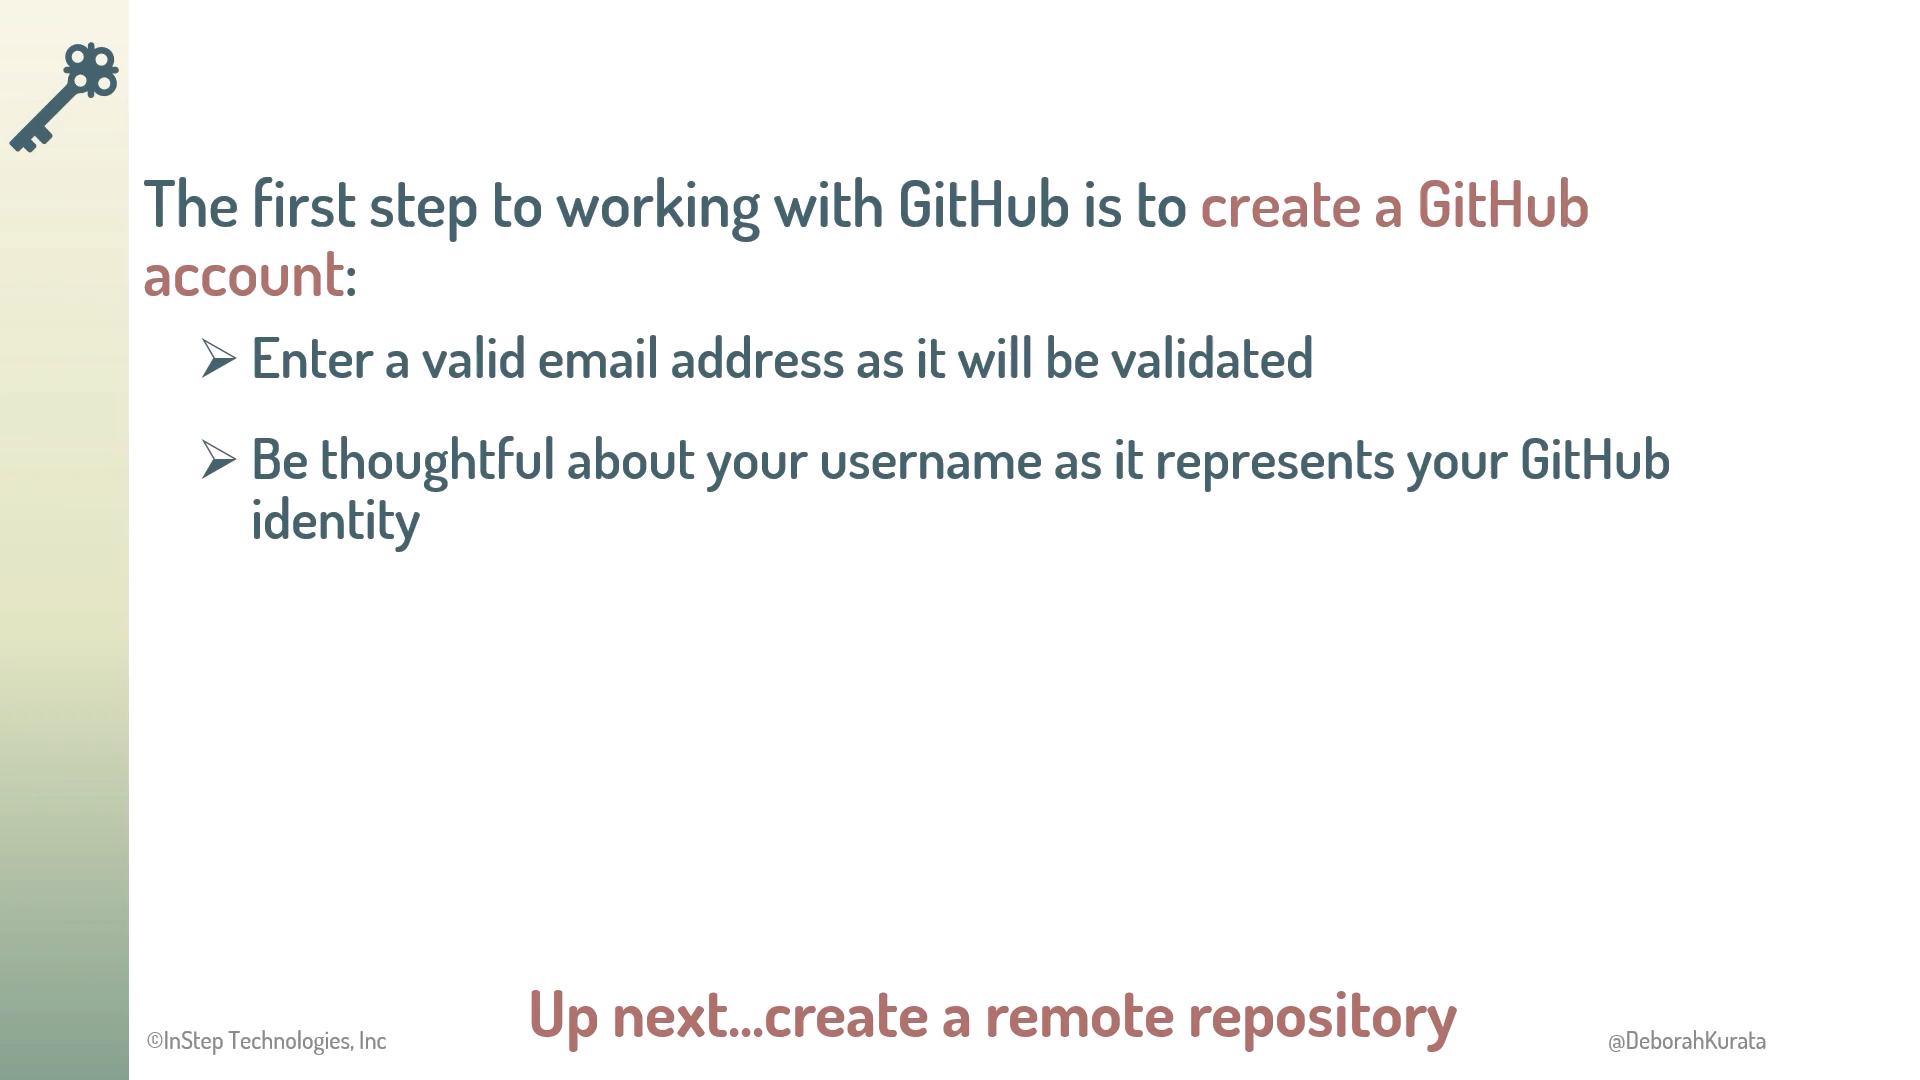 The first step to working with GitHub is to create a GitHub
account:
➢ Enter a valid email address as it will be validated
➢ Be thoughtful about your username as it represents your GitHub
identity
Up next...create a remote repository
©InStep Technologies, Inc
@DeborahKurata